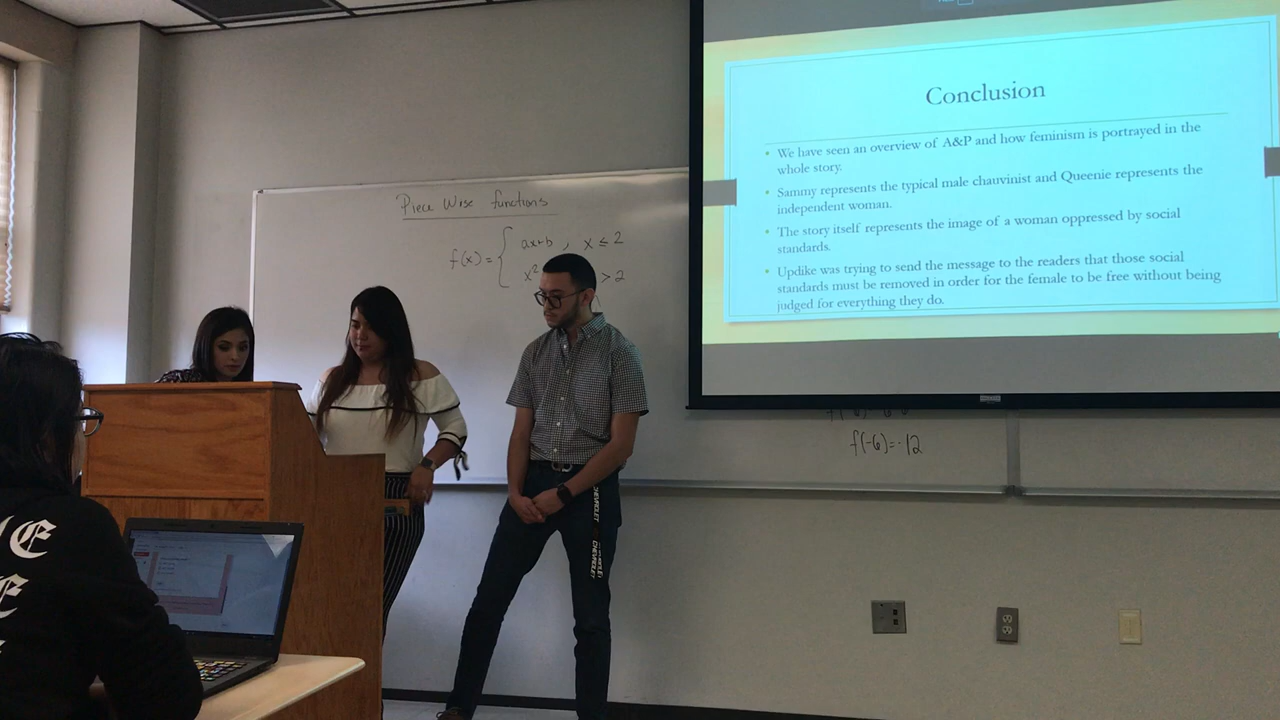 Conclusion
• We have seen an overview of A&P and how feminism is portrayed in the
whole story.
• Sammy represents the typical male chauvinist and Queenie represents the
independent woman.
• The story itself represents the image of a woman oppressed by social
standards.
• Updike was trying to send the message to the readers that those social
standards must be removed in order for the female to be free without being
judged for everything they do.
Piece Wise functions
f(x) = { ax+b , x ≤ 2
x² > 2
f(-6)=-12
CHEVROLET
CHEVROLET